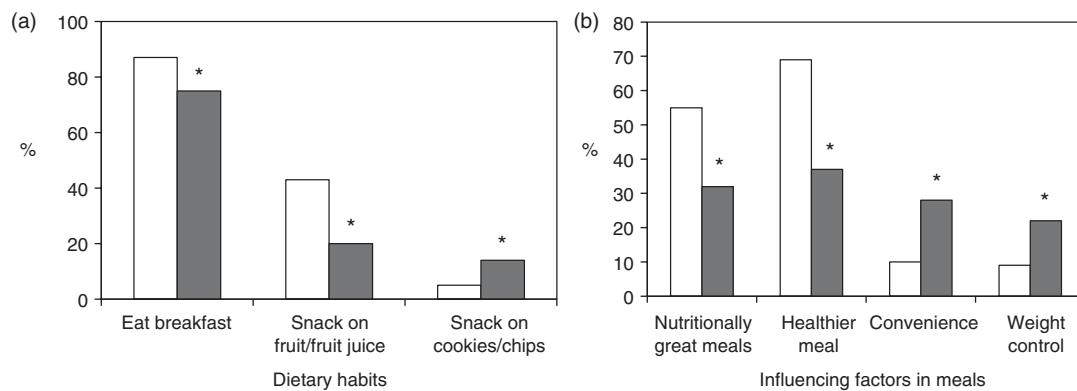 (a)
100
80
60
%
40
20
0
*
*
*
Eat breakfast
Snack on
fruit/fruit juice
Snack on
cookies/chips
Dietary habits
(b)
80
70
60
50
%
40
30
20
10
0
*
*
*
*
Nutritionally
great meals
Healthier
meal
Convenience
Weight
control
Influencing factors in meals